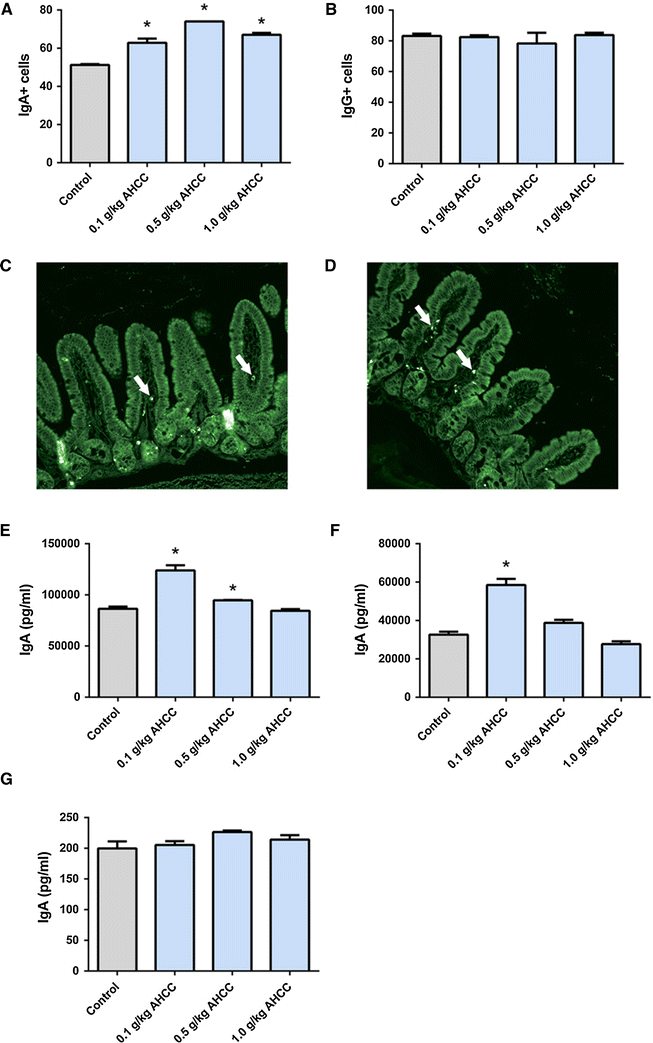 A
IgA+ cells
80
60
40
20
0
*
*
*
Control
0.1 g/kg AHCC
0.5 g/kg AHCC
1.0 g/kg AHCC
B
IgG+ cells
100
80
60
40
20
0
Control
0.1 g/kg AHCC
0.5 g/kg AHCC
1.0 g/kg AHCC
C
D
E
IgA (pg/ml)
150000
100000
50000
0
*
*
Control
0.1 g/kg AHCC
0.5 g/kg AHCC
1.0 g/kg AHCC
F
IgA (pg/ml)
80000
60000
40000
20000
0
*
Control
0.1 g/kg AHCC
0.5 g/kg AHCC
1.0 g/kg AHCC
G
IgA (pg/ml)
250
200
150
100
50
0
Control
0.1 g/kg AHCC
0.5 g/kg AHCC
1.0 g/kg AHCC